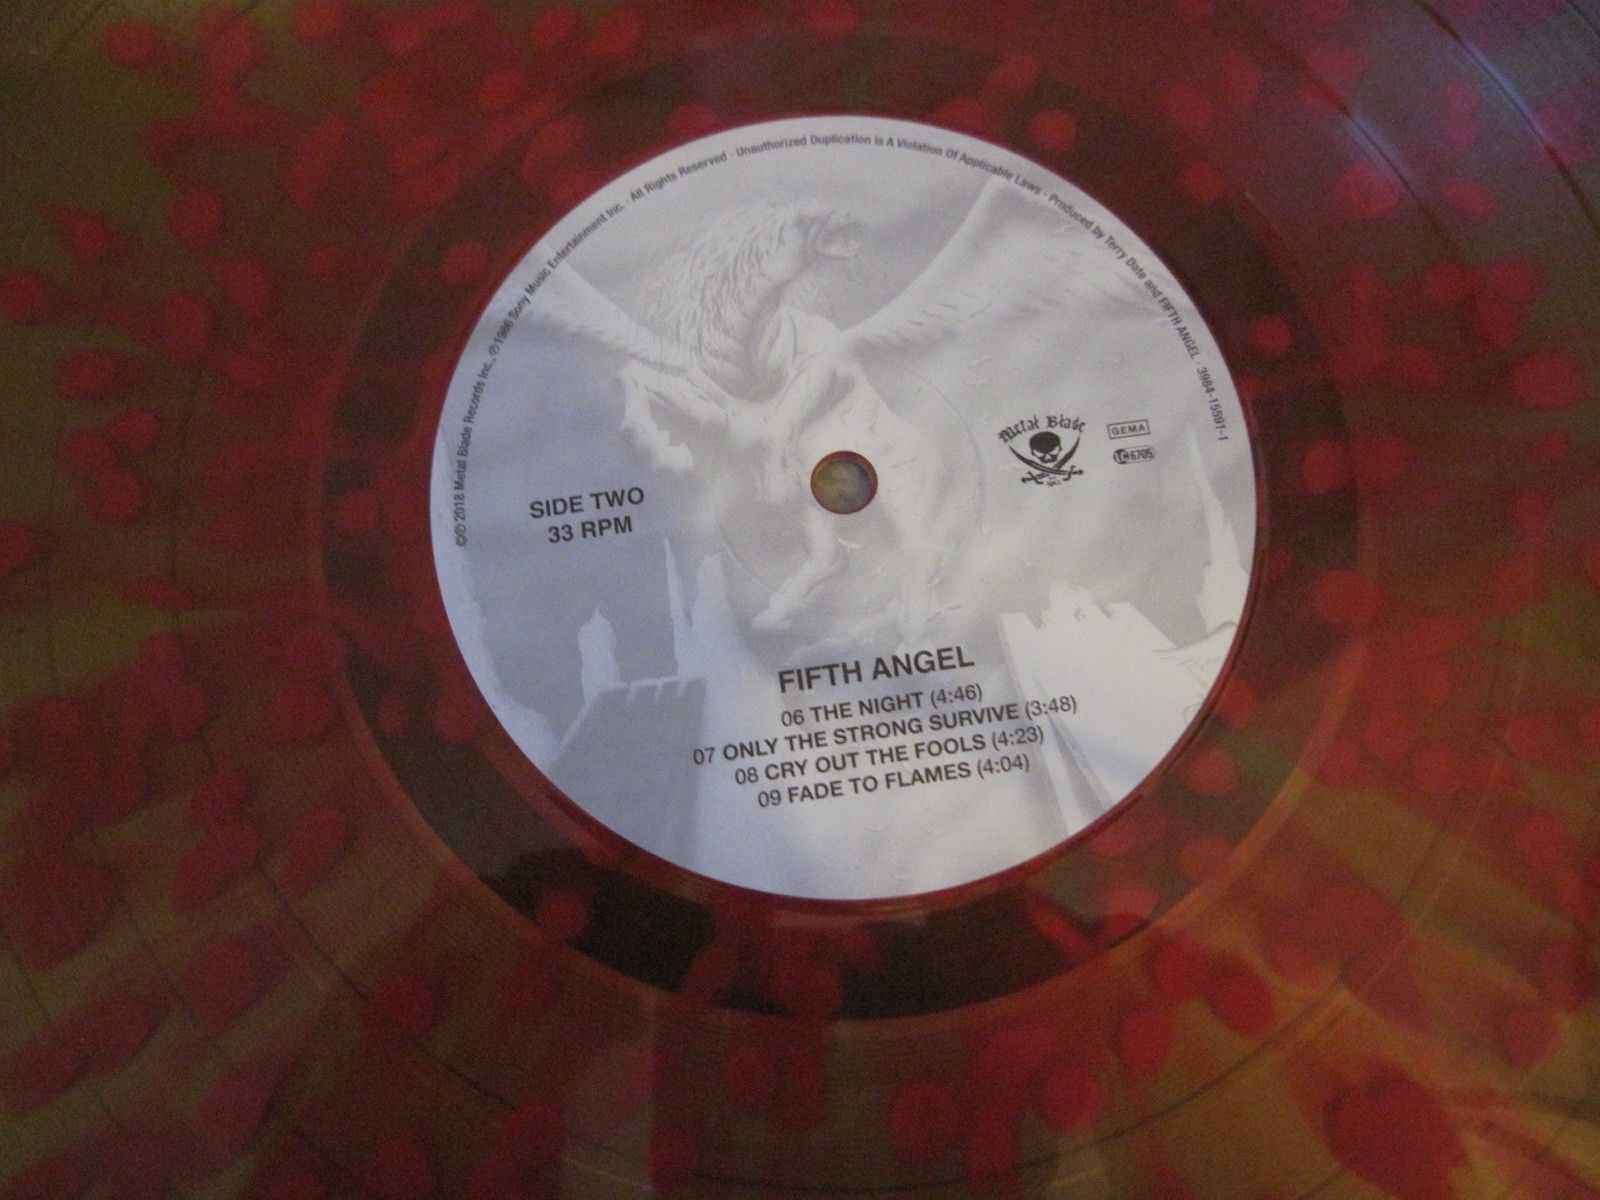 ©℗ 2018 Metal Blade Records Inc., ℗ 1986 Sony Music Entertainment Inc. · All Rights Reserved · Unauthorized Duplication Is A Violation Of Applicable Laws · Produced by Terry Date and FIFTH ANGEL · 3984-15591-1
Metal Blade
GEMA
LC 6705
SIDE TWO
33 RPM
FIFTH ANGEL
06 THE NIGHT (4:46)
07 ONLY THE STRONG SURVIVE (3:48)
08 CRY OUT THE FOOLS (4:23)
09 FADE TO FLAMES (4:04)